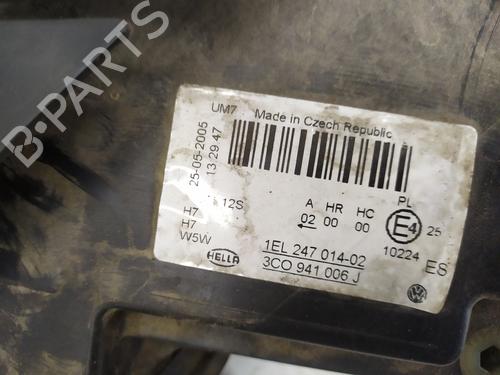 B-PARTS
UM7 Made in Czech Republic
25-05-2005
13:29:47
H7 12S
H7
W5W
A HR HC
02 00 00
PL
E4 25
10224
ES
1EL 247 014-02
3CO 941 006 J
HELLA